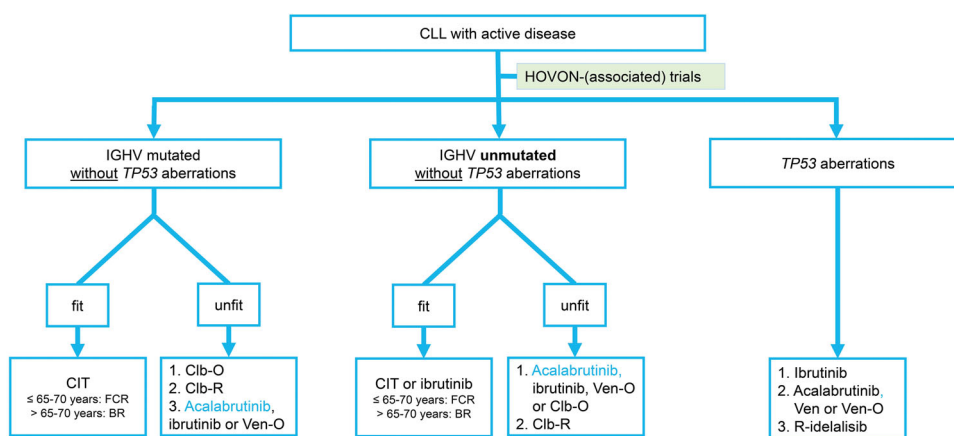 CLL with active disease
HOVON-(associated) trials
IGHV mutated
without TP53 aberrations
IGHV unmutated
without TP53 aberrations
TP53 aberrations
fit
unfit
fit
unfit
CIT
≤ 65-70 years: FCR
> 65-70 years: BR
1. Clb-O
2. Clb-R
3. Acalabrutinib,
ibrutinib or Ven-O
CIT or ibrutinib
≤ 65-70 years: FCR
> 65-70 years: BR
1. Acalabrutinib,
ibrutinib, Ven-O
or Clb-O
2. Clb-R
1. Ibrutinib
2. Acalabrutinib,
Ven or Ven-O
3. R-idelalisib